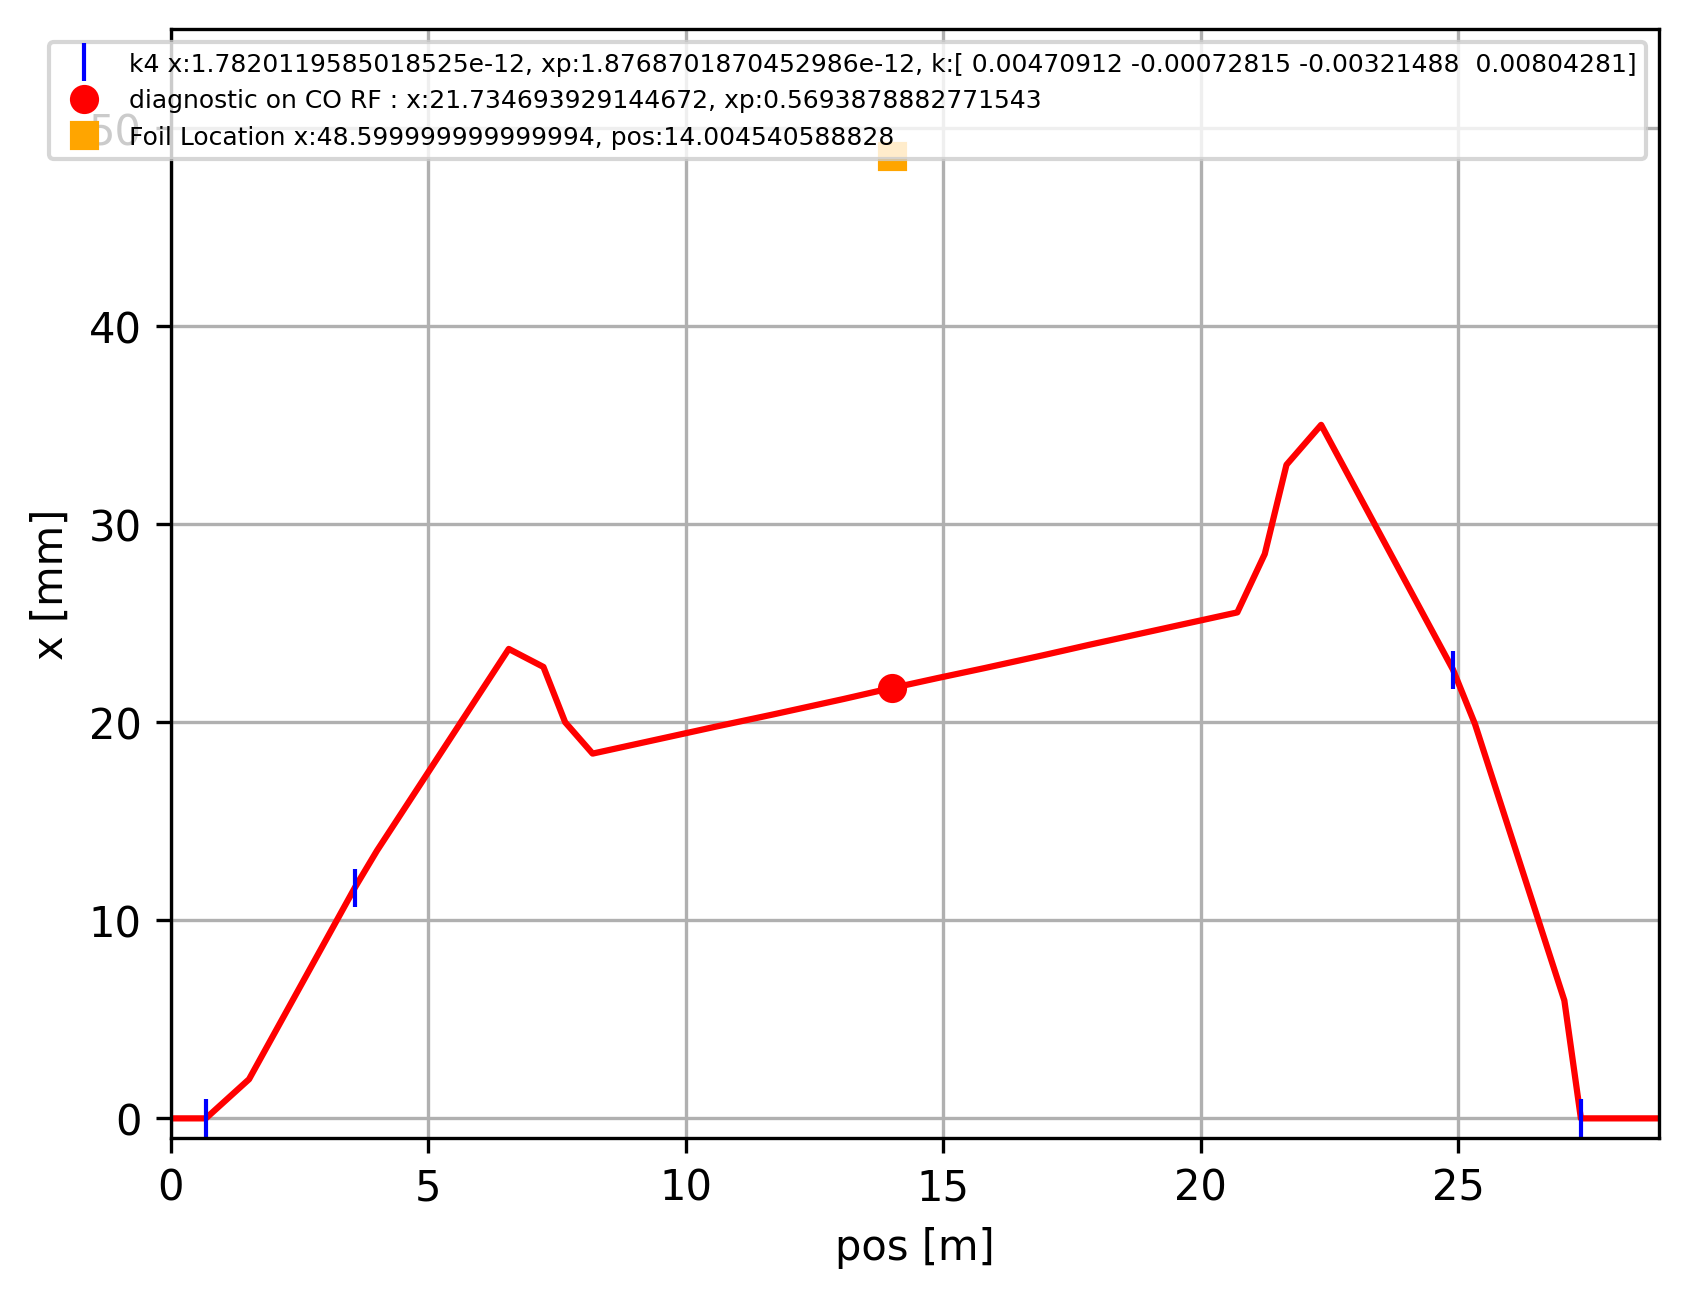 k4 x:1.7820119585018525e-12, xp:1.8768701870452986e-12, k:[ 0.00470912 -0.00072815 -0.00321488  0.00804281]
diagnostic on CO RF : x:21.734693929144672, xp:0.5693878882771543
Foil Location x:48.599999999999994, pos:14.004540588828
50
40
30
20
10
0
x [mm]
0 5 10 15 20 25
pos [m]